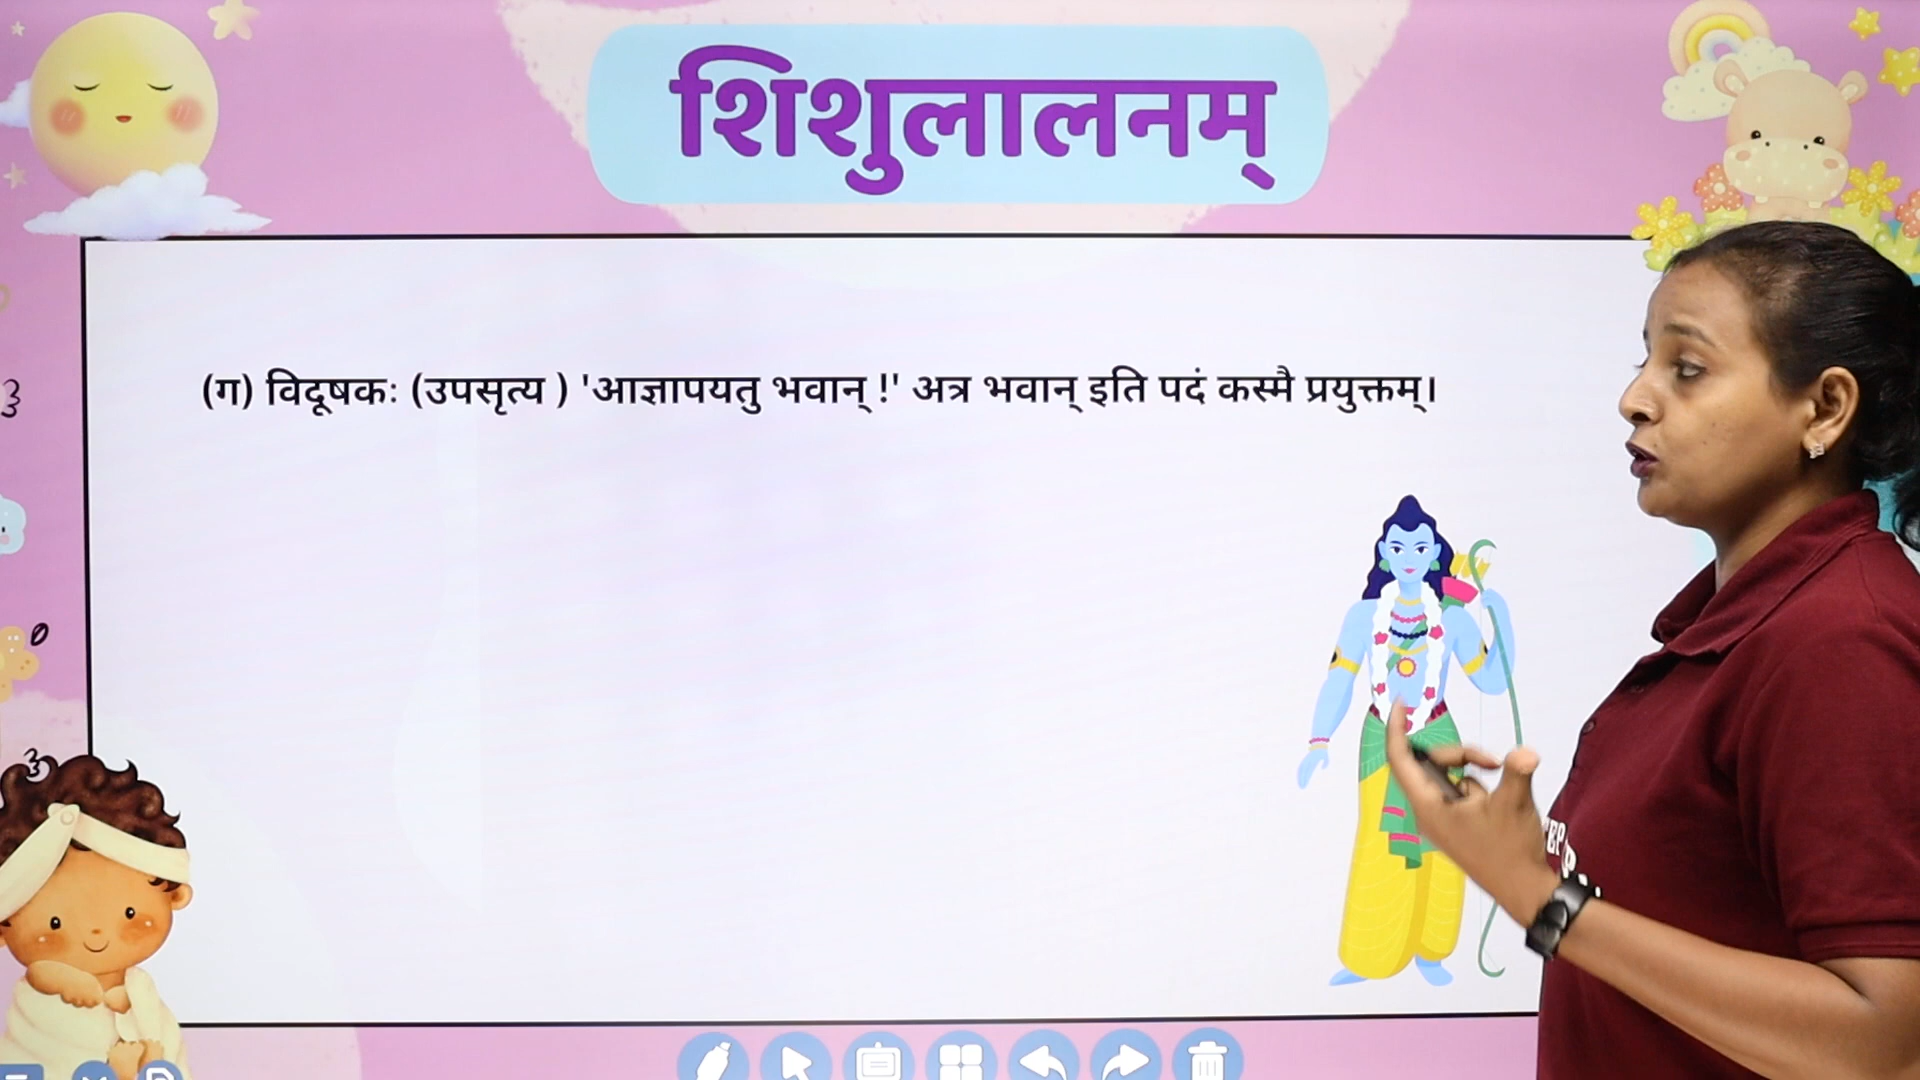 शिशुलालनम्
(ग) विदूषकः (उपसृत्य ) 'आज्ञापयतु भवान् !' अत्र भवान् इति पदं कस्मै प्रयुक्तम्।